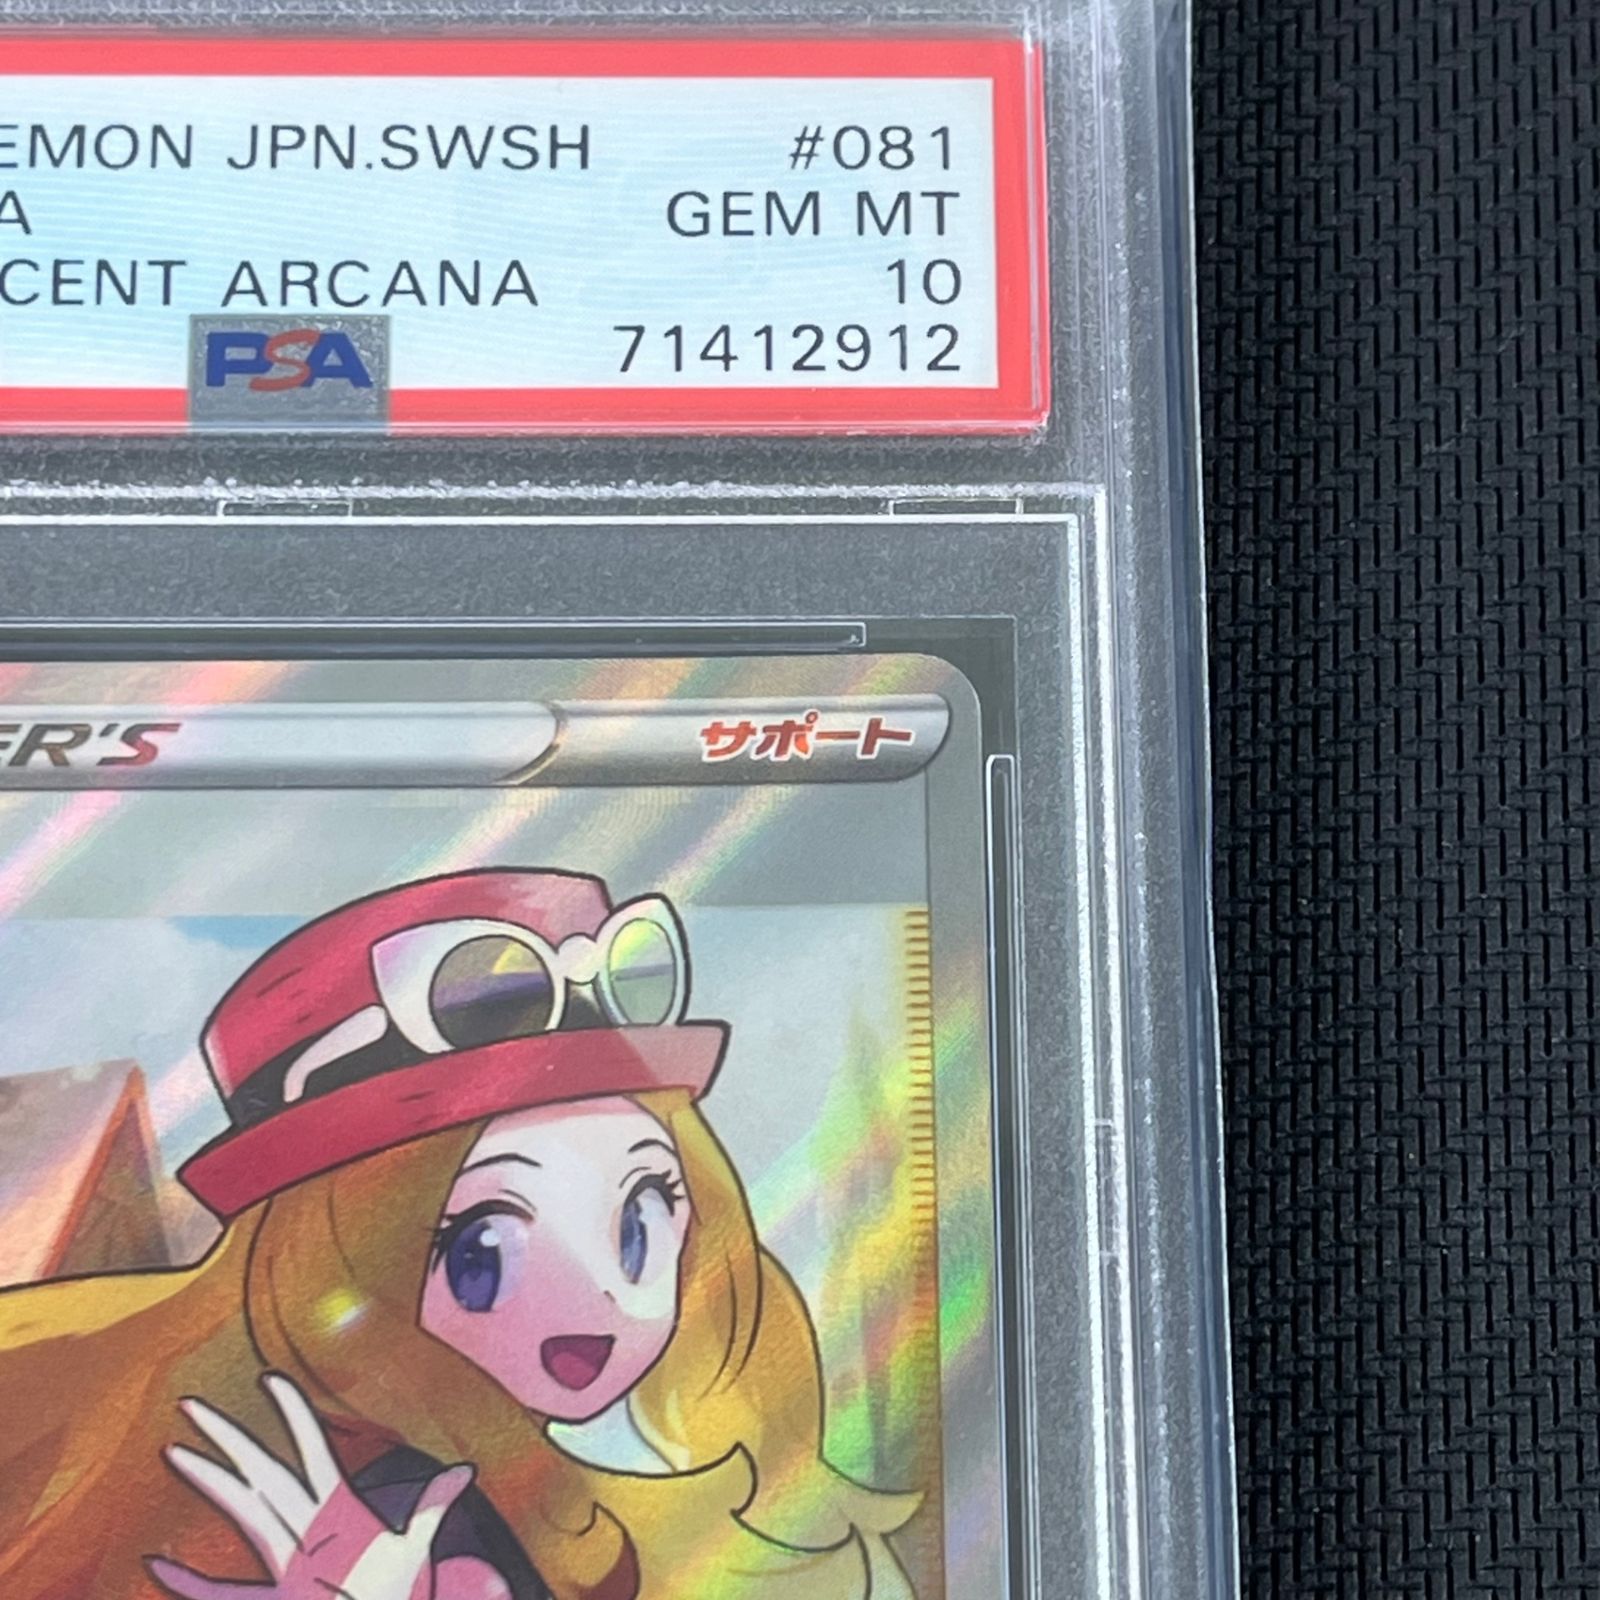 EMON JPN.SWSH #081
A GEM MT
CENT ARCANA 10
PSA 71412912
ER'S サポート